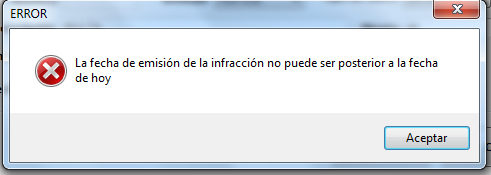 ERROR
La fecha de emisión de la infracción no puede ser posterior a la fecha
de hoy
Aceptar